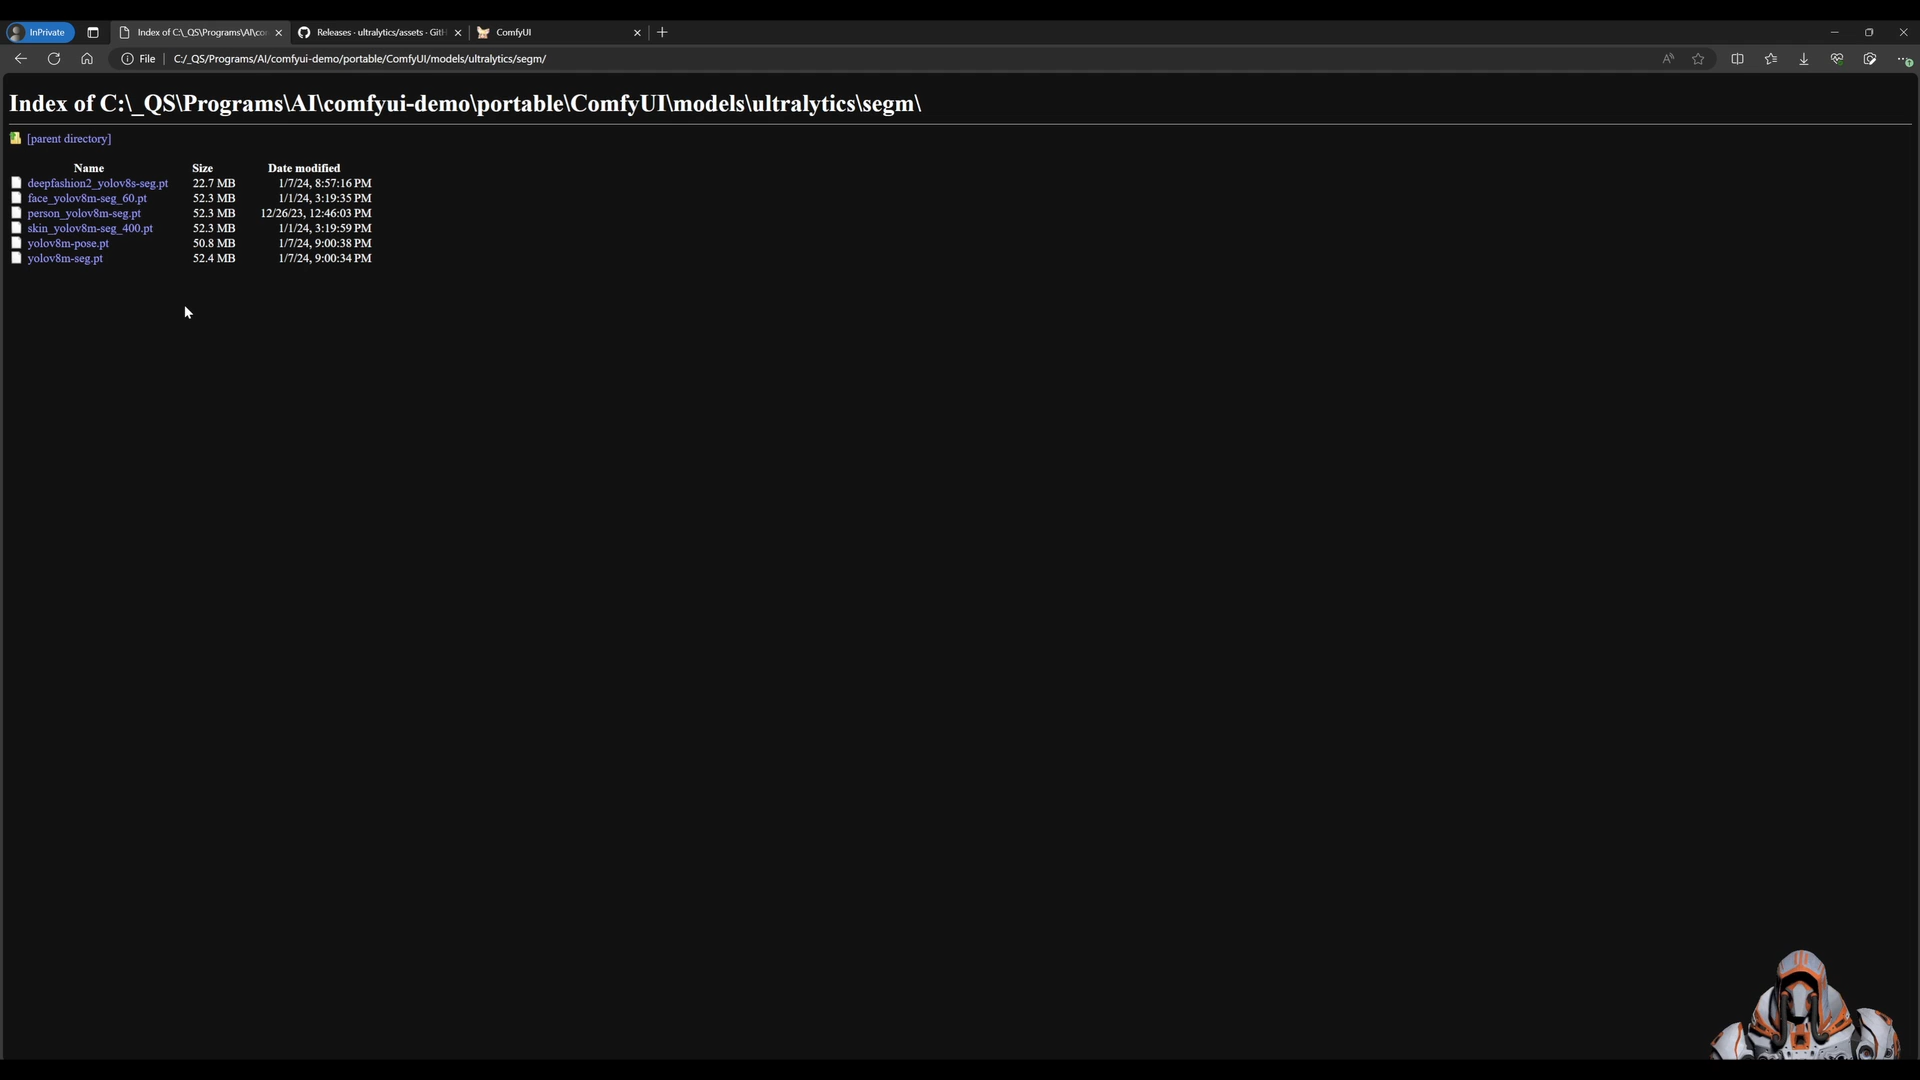 InPrivate
Index of C:\_QS\Programs\AI\co
Releases · ultralytics/assets · GitH
ComfyUI
File
C:/_QS/Programs/AI/comfyui-demo/portable/ComfyUI/models/ultralytics/segm/
Index of C:\_QS\Programs\AI\comfyui-demo\portable\ComfyUI\models\ultralytics\segm\
[parent directory]
Name Size Date modified
deepfashion2_yolov8s-seg.pt 22.7 MB 1/7/24, 8:57:16 PM
face_yolov8m-seg_60.pt 52.3 MB 1/1/24, 3:19:35 PM
person_yolov8m-seg.pt 52.3 MB 12/26/23, 12:46:03 PM
skin_yolov8m-seg_400.pt 52.3 MB 1/1/24, 3:19:59 PM
yolov8m-pose.pt 50.8 MB 1/7/24, 9:00:38 PM
yolov8m-seg.pt 52.4 MB 1/7/24, 9:00:34 PM